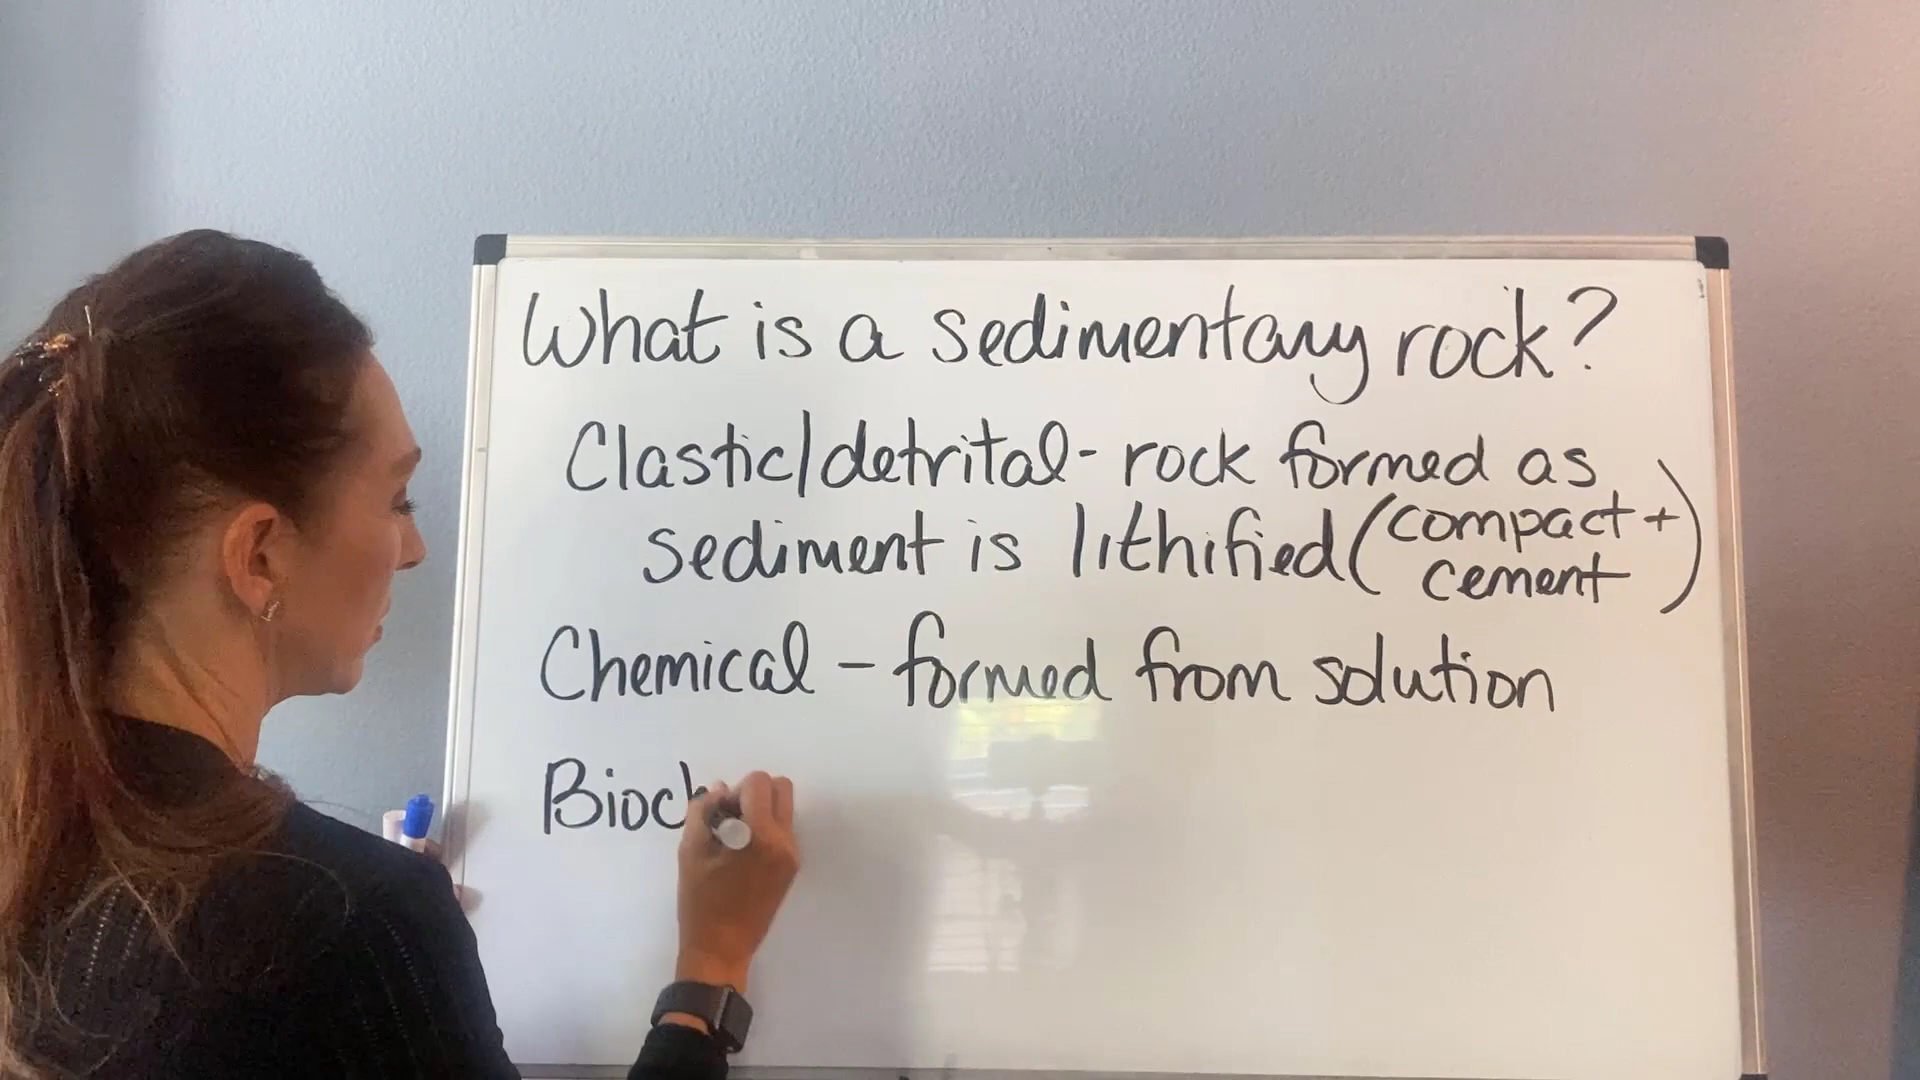 What is a sedimentary rock?
Clastic/detrital - rock formed as
sediment is lithified (compact +
cement)
Chemical - formed from solution
Bioch